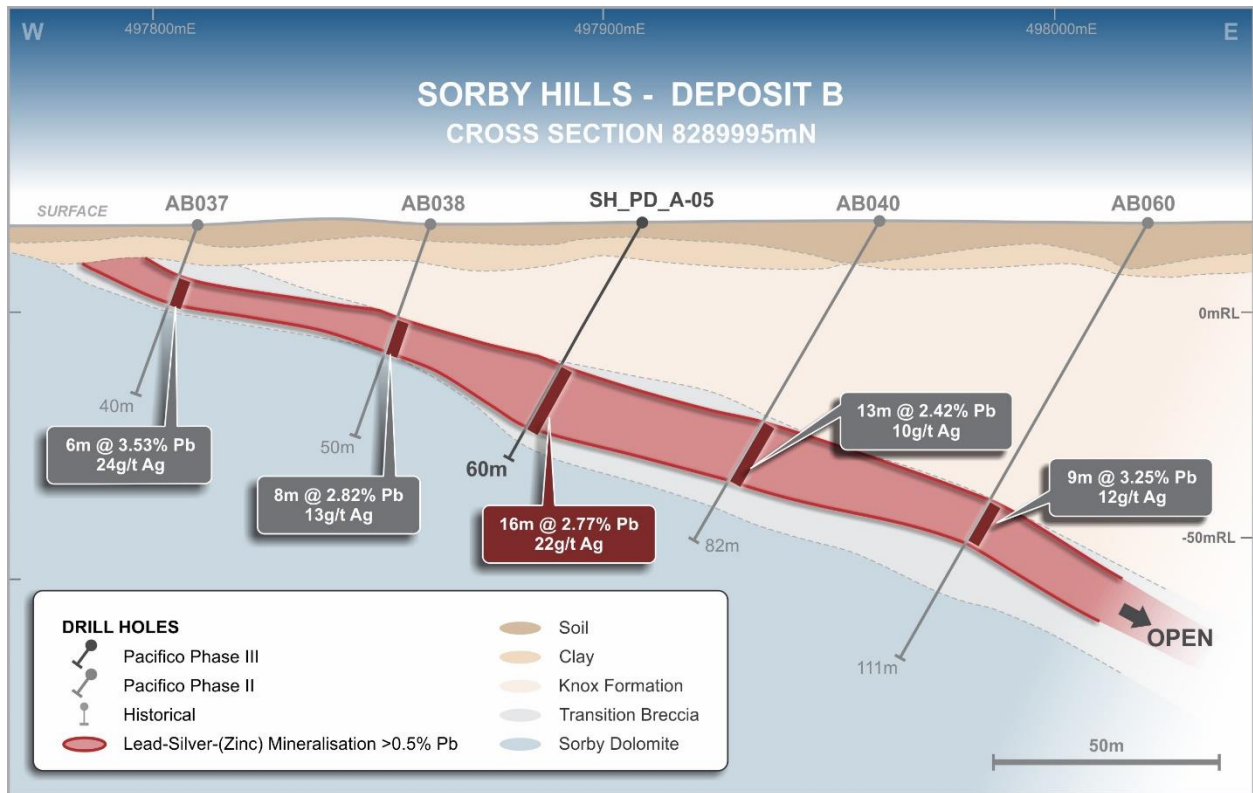 W
497800mE
497900mE
498000mE
E
SORBY HILLS - DEPOSIT B
CROSS SECTION 8289995mN
SURFACE
AB037
AB038
SH_PD_A-05
AB040
AB060
0mRL
40m
50m
60m
82m
111m
6m @ 3.53% Pb
24g/t Ag
8m @ 2.82% Pb
13g/t Ag
16m @ 2.77% Pb
22g/t Ag
13m @ 2.42% Pb
10g/t Ag
9m @ 3.25% Pb
12g/t Ag
-50mRL
OPEN
DRILL HOLES
Pacifico Phase III
Pacifico Phase II
Historical
Lead-Silver-(Zinc) Mineralisation >0.5% Pb
Soil
Clay
Knox Formation
Transition Breccia
Sorby Dolomite
50m